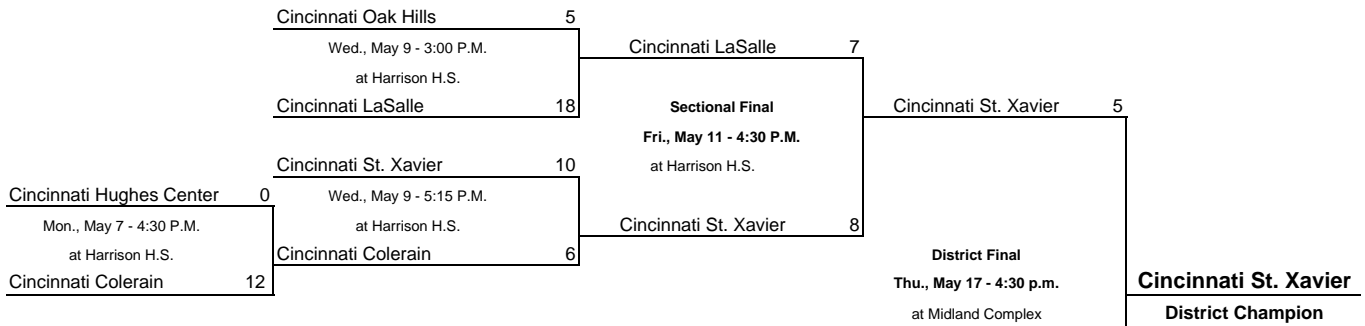 Cincinnati Oak Hills 5
Wed., May 9 - 3:00 P.M.
at Harrison H.S.
Cincinnati LaSalle 18
Cincinnati LaSalle 7
Sectional Final
Fri., May 11 - 4:30 P.M.
at Harrison H.S.
Cincinnati St. Xavier 5
Cincinnati St. Xavier 10
Wed., May 9 - 5:15 P.M.
at Harrison H.S.
Cincinnati Colerain 6
Cincinnati Hughes Center 0
Mon., May 7 - 4:30 P.M.
at Harrison H.S.
Cincinnati Colerain 12
Cincinnati St. Xavier 8
District Final
Thu., May 17 - 4:30 p.m.
at Midland Complex
Cincinnati St. Xavier
District Champion